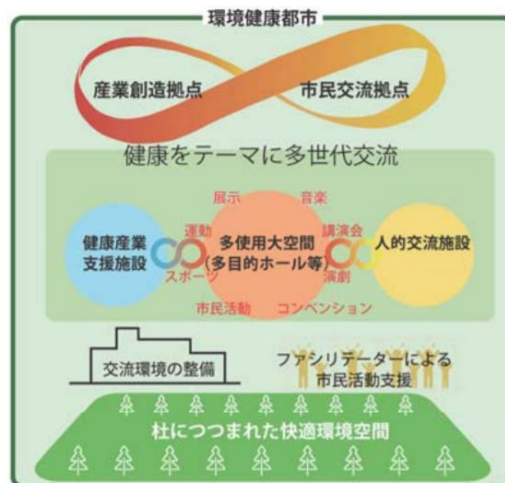 環境健康都市
産業創造拠点
市民交流拠点
健康をテーマに多世代交流
展示
音楽
健康産業
支援施設
運動
スポーツ
多使用大空間
(多目的ホール等)
講演会
演劇
人的交流施設
市民活動
コンベンション
交流環境の整備
ファシリテーターによる
市民活動支援
杜につつまれた快適環境空間